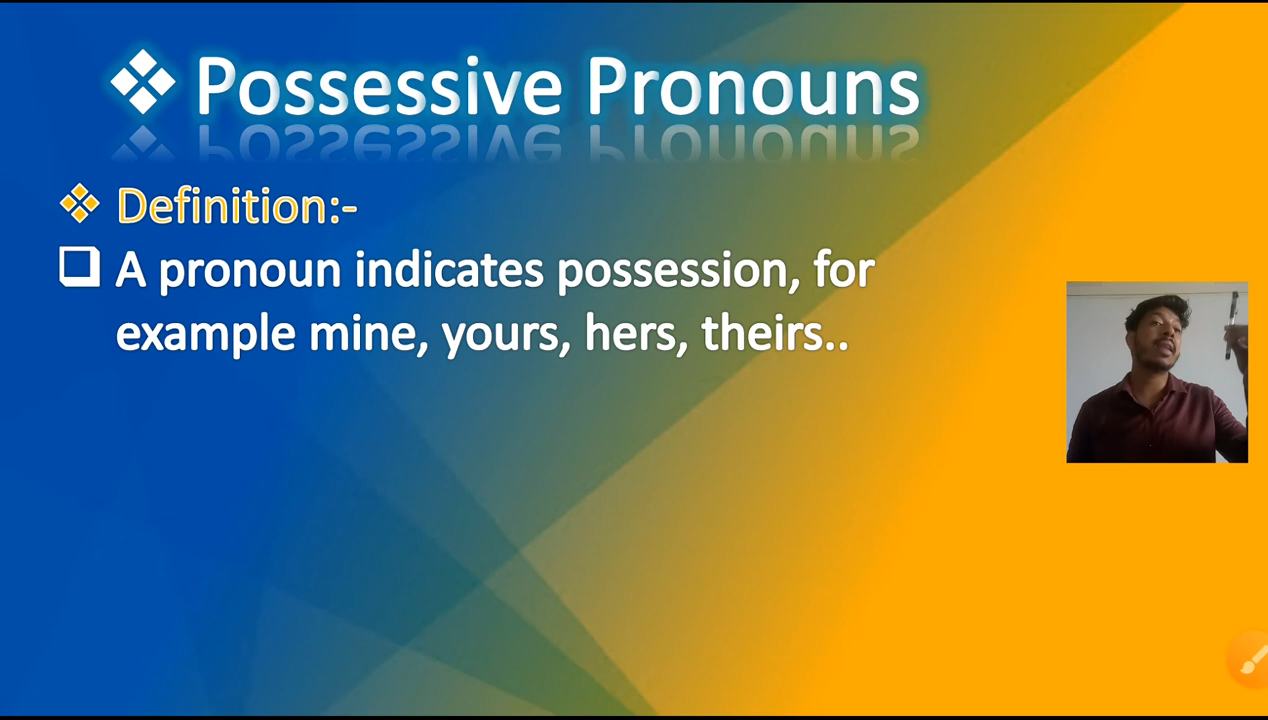 ❖ Possessive Pronouns
❖ Definition:-
❑ A pronoun indicates possession, for
example mine, yours, hers, theirs..